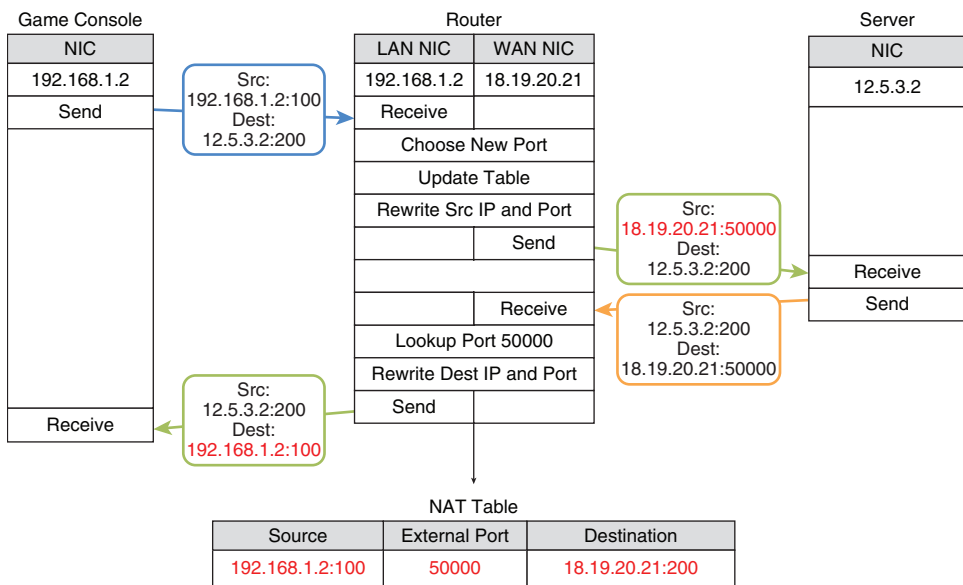 Game Console
Router
Server
NIC
LAN NIC
WAN NIC
NIC
192.168.1.2
192.168.1.2
18.19.20.21
12.5.3.2
Send
Src:
192.168.1.2:100
Dest:
12.5.3.2:200
Receive
Choose New Port
Update Table
Rewrite Src IP and Port
Send
Src:
18.19.20.21:50000
Dest:
12.5.3.2:200
Receive
Send
Src:
12.5.3.2:200
Dest:
18.19.20.21:50000
Receive
Lookup Port 50000
Rewrite Dest IP and Port
Send
Src:
12.5.3.2:200
Dest:
192.168.1.2:100
Receive
NAT Table
Source
External Port
Destination
192.168.1.2:100
50000
18.19.20.21:200